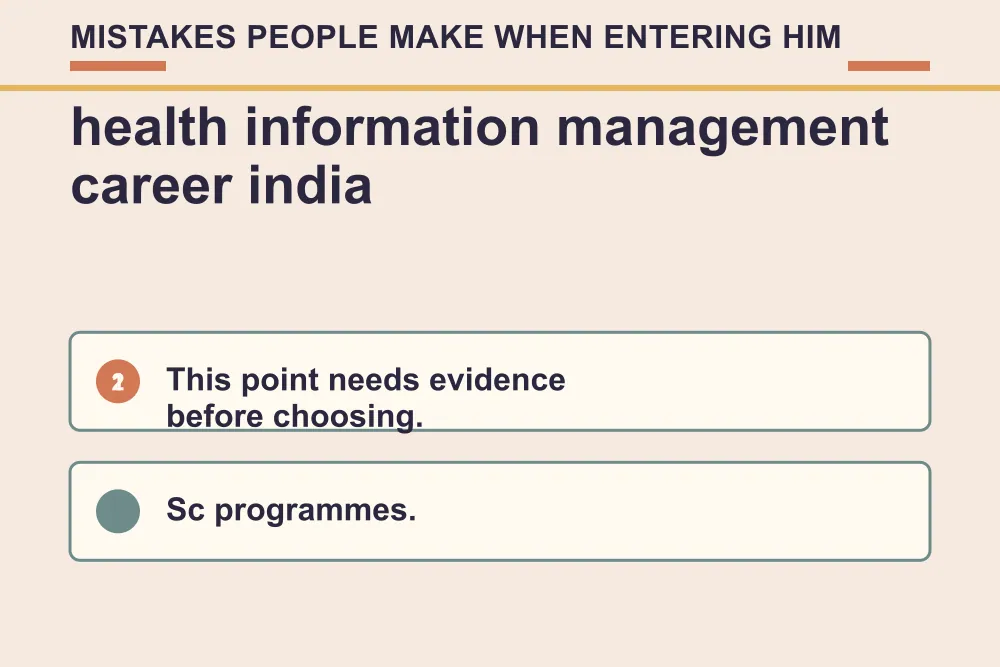 MISTAKES PEOPLE MAKE WHEN ENTERING HIM
health information management
career india
2
This point needs evidence
before choosing.
Sc programmes.